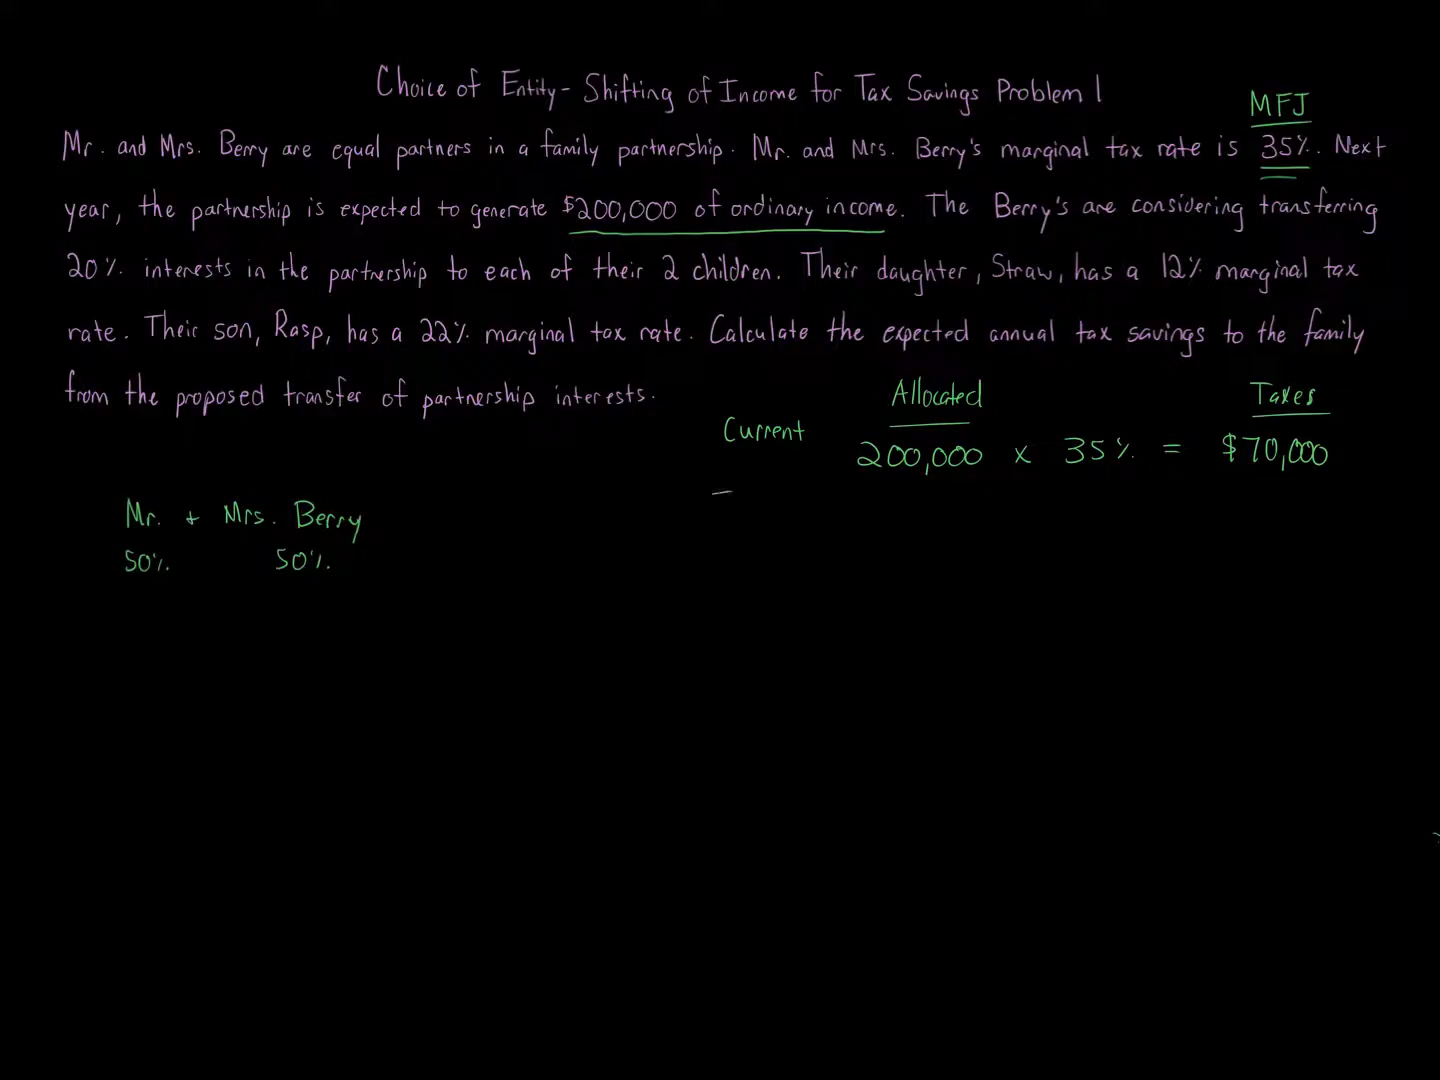 Choice of Entity- Shifting of Income for Tax Savings Problem 1
MFJ
Mr. and Mrs. Berry are equal partners in a family partnership. Mr. and Mrs. Berry's marginal tax rate is 35%. Next
year, the partnership is expected to generate $200,000 of ordinary income. The Berry's are considering transferring
20% interests in the partnership to each of their 2 children. Their daughter, Straw, has a 12% marginal tax
rate. Their son, Rasp, has a 22% marginal tax rate. Calculate the expected annual tax savings to the family
from the proposed transfer of partnership interests.
Allocated Taxes
Current 200,000 x 35% = $70,000
Mr. + Mrs. Berry
50% 50%